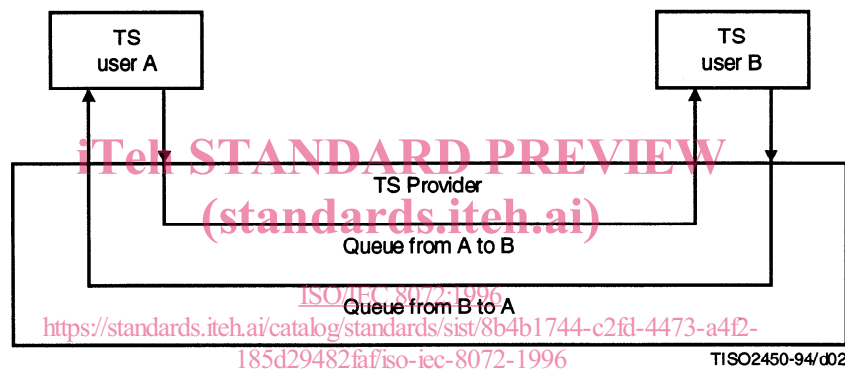 TS
user A
TS
user B
iTeh STANDARD PREVIEW
TS Provider
(standards.iteh.ai)
Queue from A to B
ISO/IEC 8072:1996
Queue from B to A
https://standards.iteh.ai/catalog/standards/sist/8b4b1744-c2fd-4473-a4f2-
185d29482faf/iso-iec-8072-1996
TISO2450-94/d02